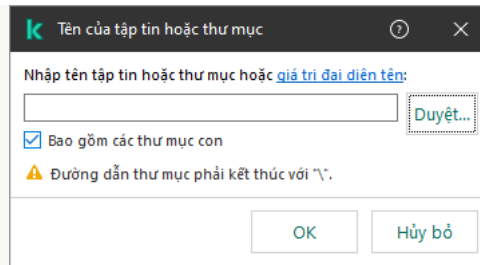 Tên của tập tin hoặc thư mục
Nhập tên tập tin hoặc thư mục hoặc giá trị đại diện tên:
Duyệt...
Bao gồm các thư mục con
Đường dẫn thư mục phải kết thúc với "\".
OK Hủy bỏ